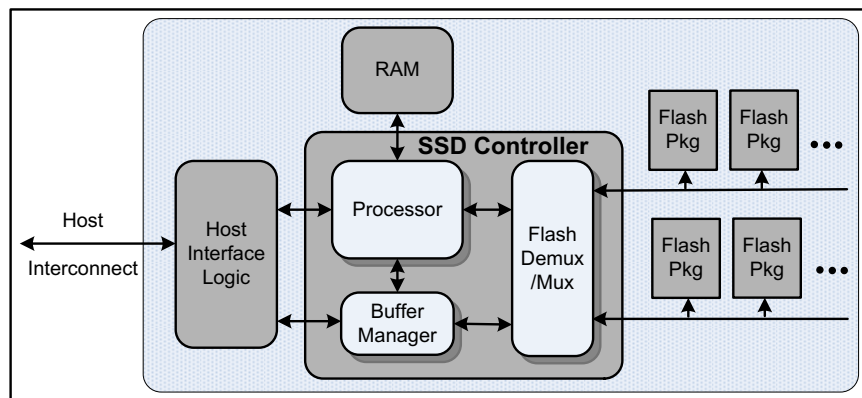 RAM
SSD Controller
Flash
Pkg
Flash
Pkg
Host
Interconnect
Host
Interface
Logic
Processor
Buffer
Manager
Flash
Demux
/Mux
Flash
Pkg
Flash
Pkg